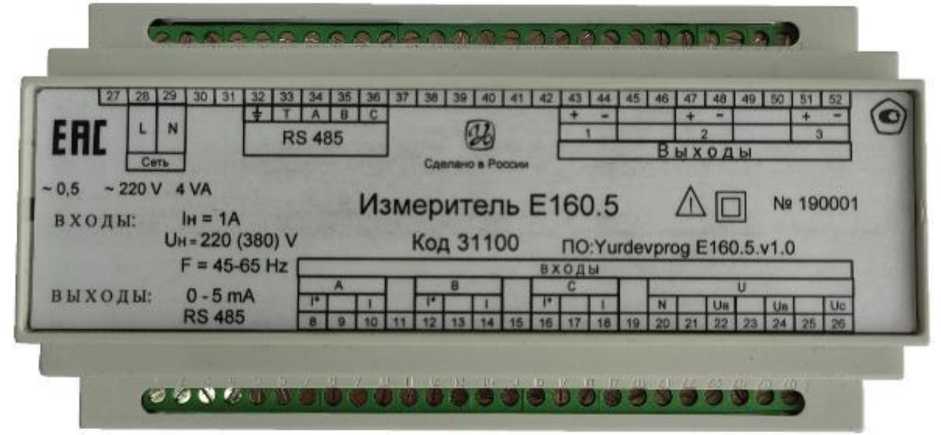 27 28 29 30 31 32 33 34 35 36 37 38 39 40 41 42 43 44 45 46 47 48 49 50 51 52
L N
Сеть
T A B C
RS 485
+ - + - + -
1 2 3
Выходы
EAC
Сделано в России
~ 0,5 ~ 220 V 4 VA
Измеритель E160.5
№ 190001
ВХОДЫ: Iн = 1A
Uн = 220 (380) V
F = 45-65 Hz
Код 31100
ПО:Yurdevprog E160.5.v1.0
ВЫХОДЫ: 0 - 5 mA
RS 485
ВХОДЫ
A B C U
I* I I* I I* I N Uв Uс
8 9 10 11 12 13 14 15 16 17 18 19 20 21 22 23 24 25 26